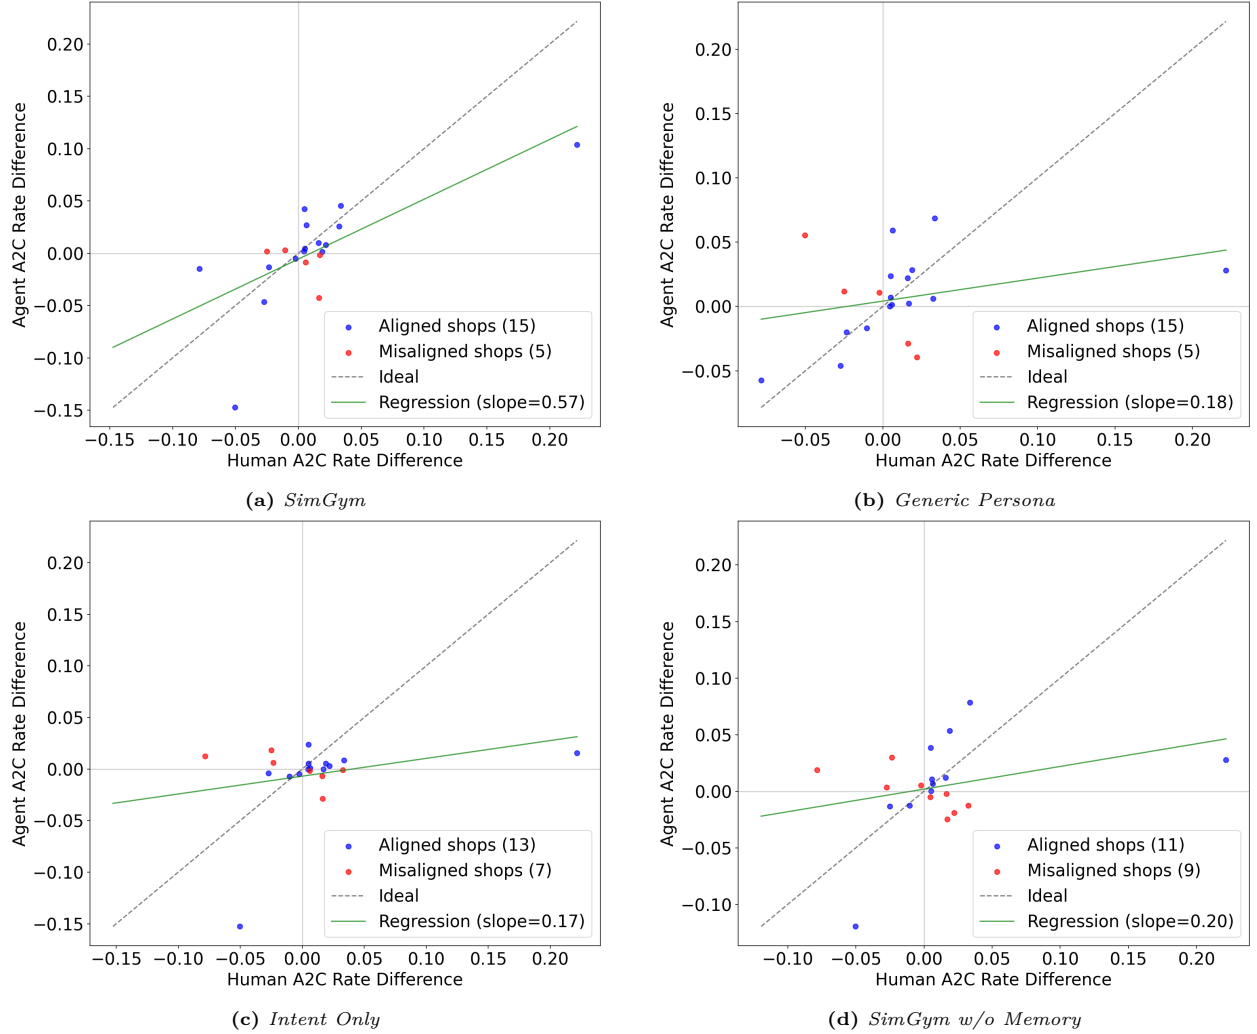 0.20
0.15
0.10
0.05
0.00
−0.05
−0.10
−0.15
Agent A2C Rate Difference
Aligned shops (15)
Misaligned shops (5)
Ideal
Regression (slope=0.57)
−0.15 −0.10 −0.05 0.00 0.05 0.10 0.15 0.20
Human A2C Rate Difference
(a) SimGym
0.20
0.15
0.10
0.05
0.00
−0.05
Agent A2C Rate Difference
Aligned shops (15)
Misaligned shops (5)
Ideal
Regression (slope=0.18)
−0.05 0.00 0.05 0.10 0.15 0.20
Human A2C Rate Difference
(b) Generic Persona
0.20
0.15
0.10
0.05
0.00
−0.05
−0.10
−0.15
Agent A2C Rate Difference
Aligned shops (13)
Misaligned shops (7)
Ideal
Regression (slope=0.17)
−0.15 −0.10 −0.05 0.00 0.05 0.10 0.15 0.20
Human A2C Rate Difference
(c) Intent Only
0.20
0.15
0.10
0.05
0.00
−0.05
−0.10
Agent A2C Rate Difference
Aligned shops (11)
Misaligned shops (9)
Ideal
Regression (slope=0.20)
−0.10 −0.05 0.00 0.05 0.10 0.15 0.20
Human A2C Rate Difference
(d) SimGym w/o Memory